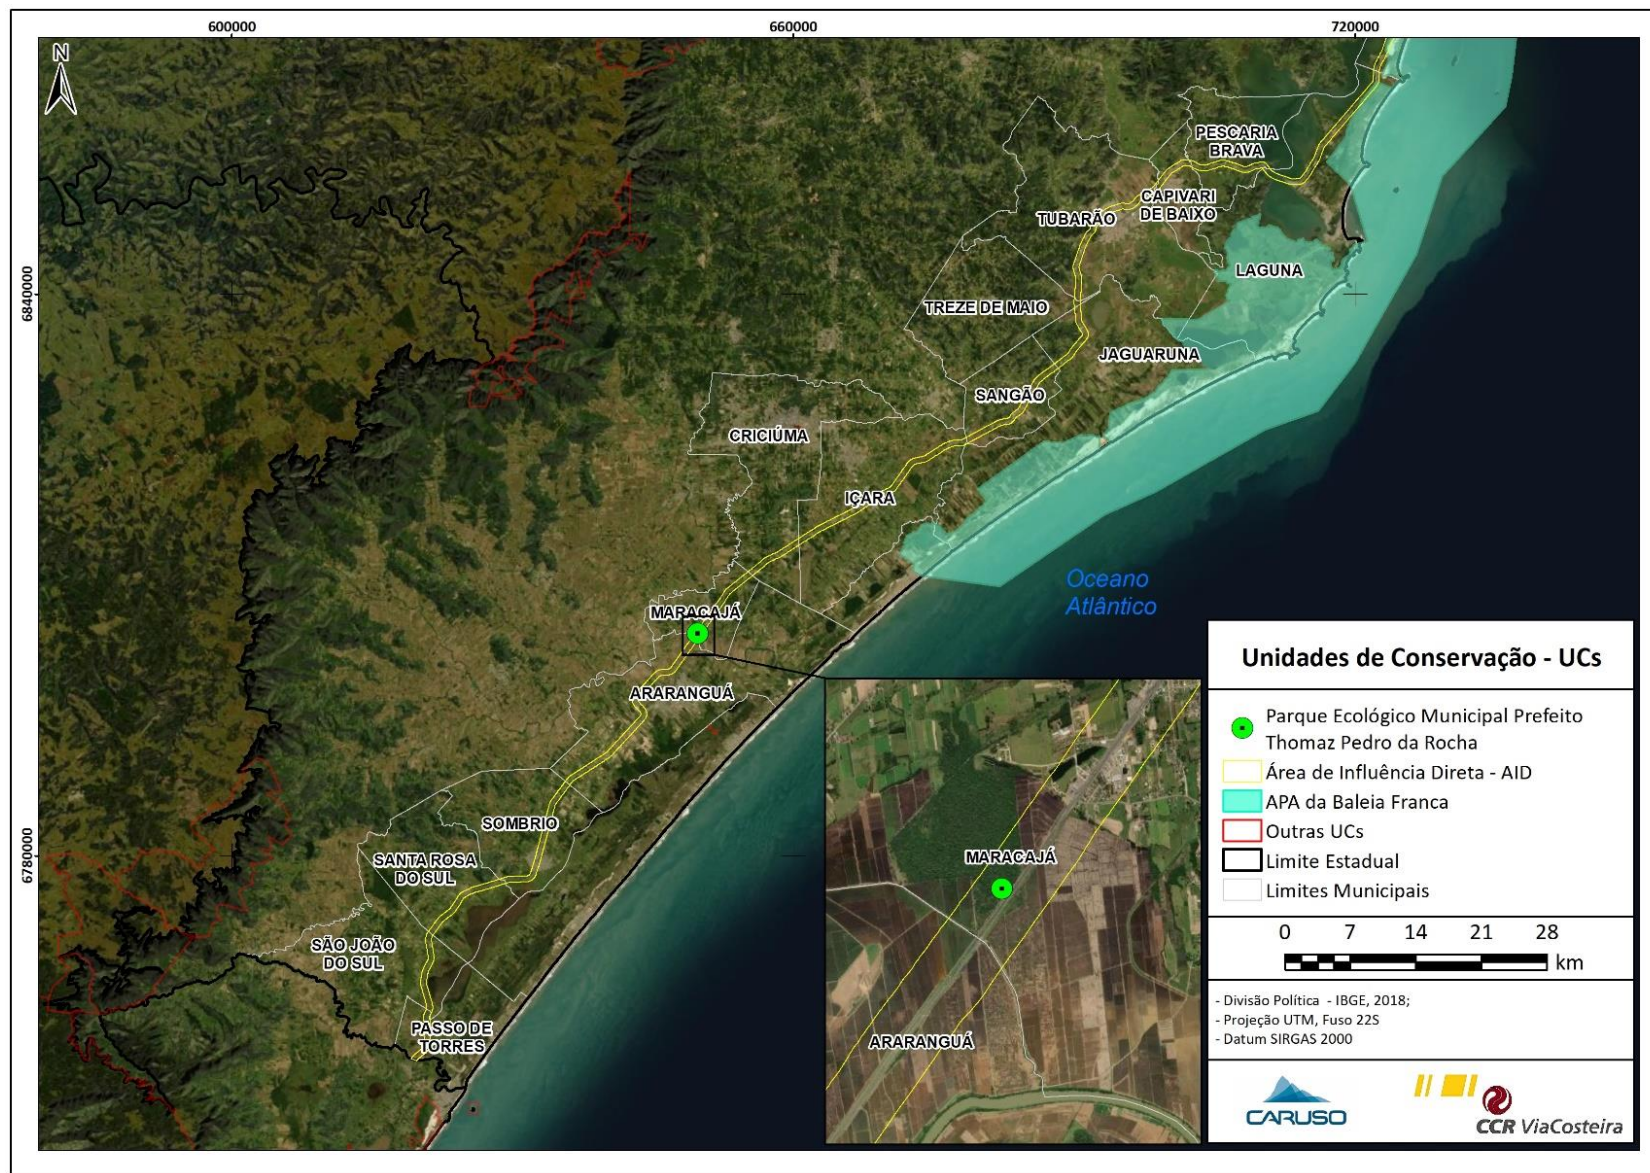 600000
660000
720000
N
PESCARIA
BRAVA
CAPIVARI
DE BAIXO
TUBARÃO
LAGUNA
6840000
TREZE DE MAIO
JAGUARUNA
SANGÃO
CRICIÚMA
IÇARA
Oceano
Atlântico
MARACAJÁ
ARARANGUÁ
SOMBRIO
6780000
SANTA ROSA
DO SUL
SÃO JOÃO
DO SUL
PASSO DE
TORRES
MARACAJÁ
ARARANGUÁ
Unidades de Conservação - UCs
Parque Ecológico Municipal Prefeito
Thomaz Pedro da Rocha
Área de Influência Direta - AID
APA da Baleia Franca
Outras UCs
Limite Estadual
Limites Municipais
0 7 14 21 28
km
- Divisão Política - IBGE, 2018;
- Projeção UTM, Fuso 22S
- Datum SIRGAS 2000
CARUSO
CCR ViaCosteira